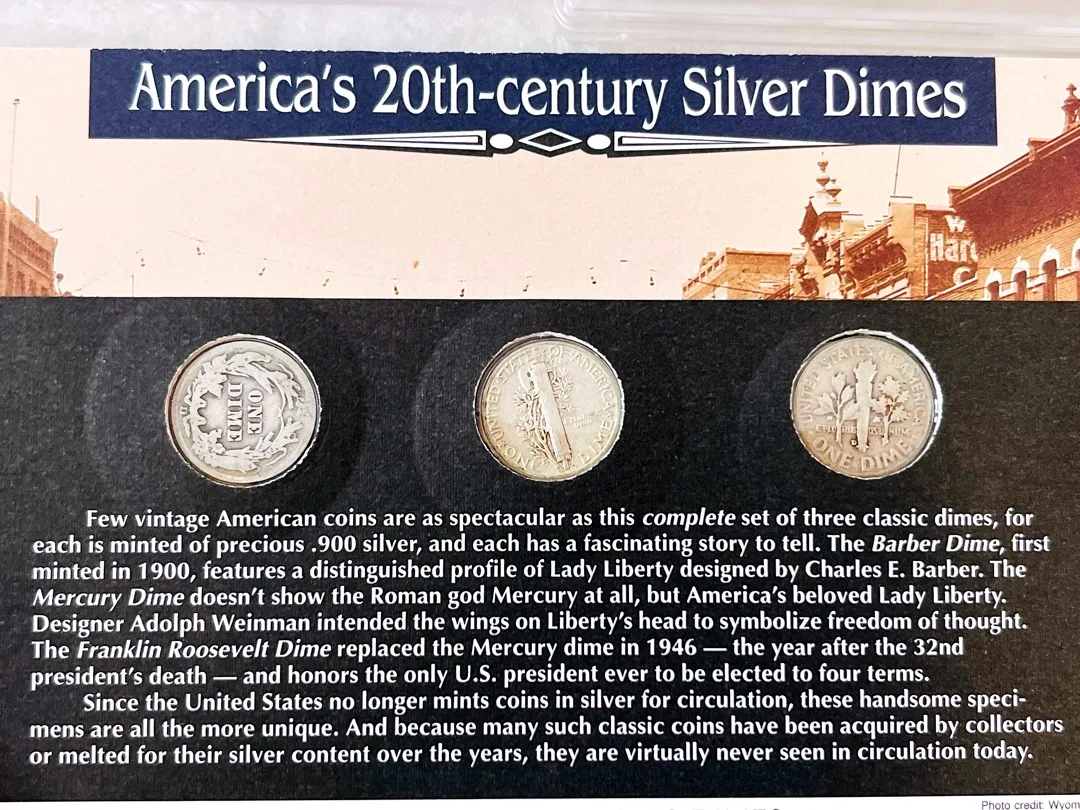 America's 20th-century Silver Dimes
W
Har
C
ONE
DIME
UNITED STATES OF AMERICA
ONE DIME
UNITED STATES OF AMERICA
E PLURIBUS UNUM
ONE DIME
Few vintage American coins are as spectacular as this complete set of three classic dimes, for
each is minted of precious .900 silver, and each has a fascinating story to tell. The Barber Dime, first
minted in 1900, features a distinguished profile of Lady Liberty designed by Charles E. Barber. The
Mercury Dime doesn't show the Roman god Mercury at all, but America's beloved Lady Liberty.
Designer Adolph Weinman intended the wings on Liberty's head to symbolize freedom of thought.
The Franklin Roosevelt Dime replaced the Mercury dime in 1946 — the year after the 32nd
president's death — and honors the only U.S. president ever to be elected to four terms.
Since the United States no longer mints coins in silver for circulation, these handsome speci-
mens are all the more unique. And because many such classic coins have been acquired by collectors
or melted for their silver content over the years, they are virtually never seen in circulation today.
Photo credit: Wyom